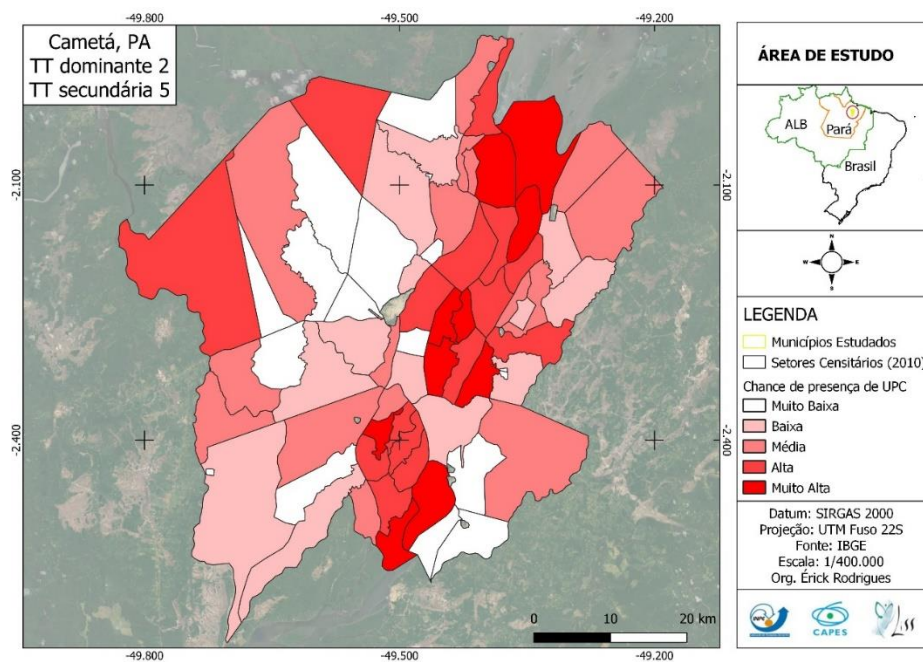 -49.800
-49.500
-49.200
Cametá, PA
TT dominante 2
TT secundária 5
-2.100
-2.100
-2.400
-2.400
0 10 20 km
-49.800
-49.500
-49.200
ÁREA DE ESTUDO
ALB
Pará
Brasil
N
W
E
S
LEGENDA
Municípios Estudados
Setores Censitários (2010)
Chance de presença de UPC
Muito Baixa
Baixa
Média
Alta
Muito Alta
Datum: SIRGAS 2000
Projeção: UTM Fuso 22S
Fonte: IBGE
Escala: 1/400.000
Org. Érick Rodrigues
INPE
CAPES
Liss